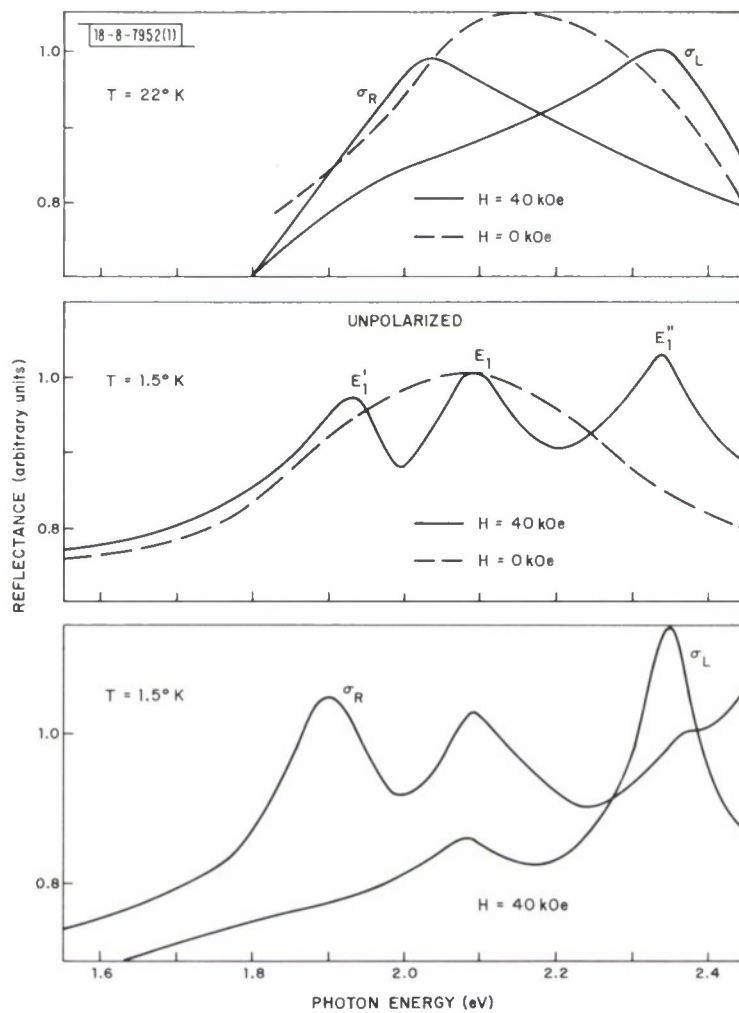 18-8-7952(1)
T = 22° K
σR
σL
H = 40 kOe
H = 0 kOe
1.0
0.8
UNPOLARIZED
T = 1.5° K
E1'
E1
E1''
H = 40 kOe
H = 0 kOe
1.0
0.8
REFLECTANCE (arbitrary units)
T = 1.5° K
σR
σL
H = 40 kOe
1.0
0.8
1.6 1.8 2.0 2.2 2.4
PHOTON ENERGY (eV)